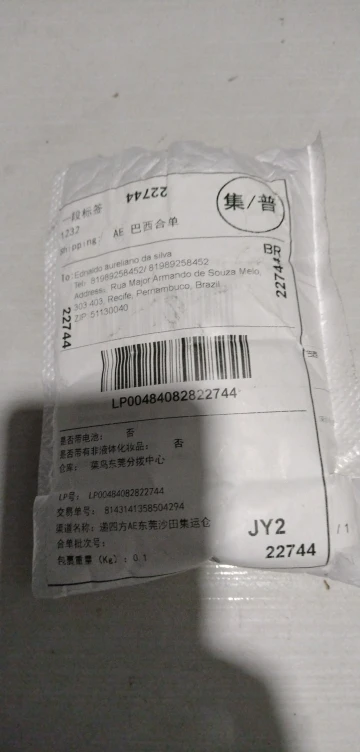 22744
一段标签
1232
Shipping: AE 巴西合单
集/普
BR
To: Ednaldo aureliano da silva
Tel: 81989258452/ 81989258452
Address: Rua Major Armando de Souza Melo,
303 403, Recife, Pernambuco, Brazil
ZIP: 51130040
22744
22744
LP00484082822744
是否带电池: 否
是否带有非液体化妆品: 否
仓库: 菜鸟东莞分拨中心
LP号: LP00484082822744
交易单号: 8143141358504294
渠道名称: 递四方AE东莞沙田集运仓
合单批次号:
包裹重量 (Kg) : 0.1
JY2
22744
/ 1